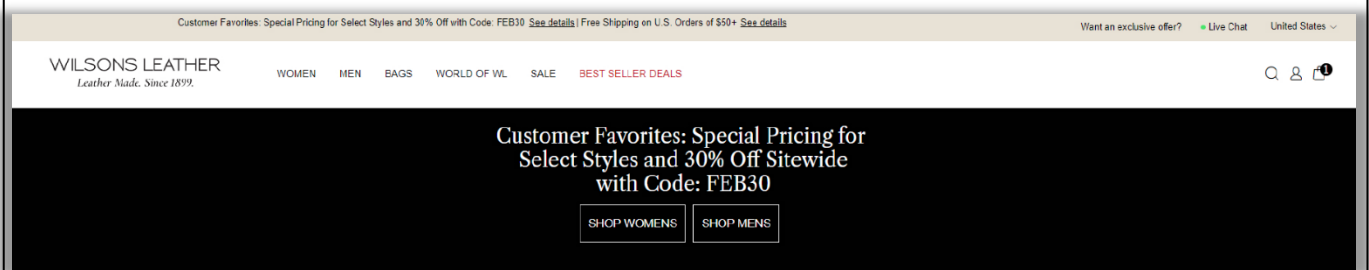 Customer Favorites: Special Pricing for Select Styles and 30% Off with Code: FEB30 See details | Free Shipping on U.S. Orders of $50+ See details
Want an exclusive offer? Live Chat United States
WILSONS LEATHER
Leather Made. Since 1899.
WOMEN MEN BAGS WORLD OF WL SALE BEST SELLER DEALS
1
Customer Favorites: Special Pricing for
Select Styles and 30% Off Sitewide
with Code: FEB30
SHOP WOMENS SHOP MENS